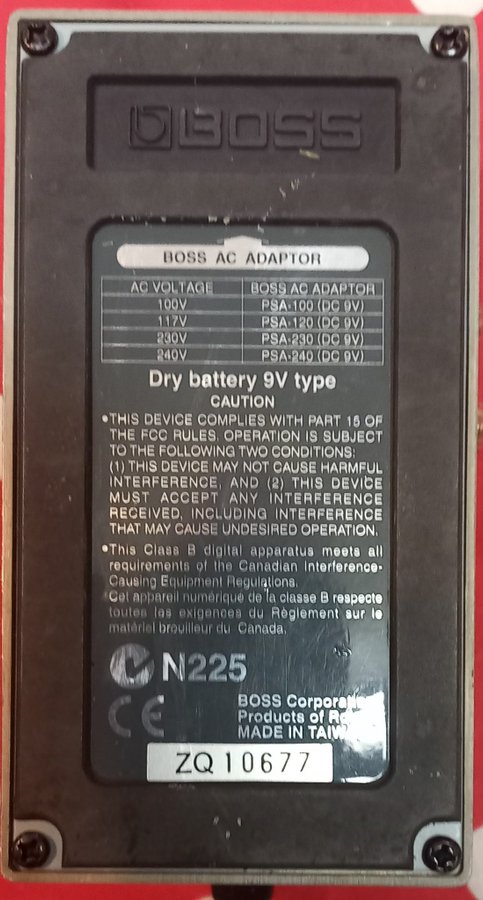 BOSS
BOSS AC ADAPTOR
AC VOLTAGE BOSS AC ADAPTOR
100V PSA-100 (DC 9V)
117V PSA-120 (DC 9V)
230V PSA-230 (DC 9V)
240V PSA-240 (DC 9V)
Dry battery 9V type
CAUTION
•THIS DEVICE COMPLIES WITH PART 15 OF
THE FCC RULES. OPERATION IS SUBJECT
TO THE FOLLOWING TWO CONDITIONS:
(1) THIS DEVICE MAY NOT CAUSE HARMFUL
INTERFERENCE, AND (2) THIS DEVICE
MUST ACCEPT ANY INTERFERENCE
RECEIVED, INCLUDING INTERFERENCE
THAT MAY CAUSE UNDESIRED OPERATION.
•This Class B digital apparatus meets all
requirements of the Canadian Interference-
Causing Equipment Regulations.
Cet appareil numérique de la classe B respecte
toutes les exigences du Règlement sur le
matériel brouilleur du Canada.
N225
CE
BOSS
Products of
MADE IN
ZQ 10677